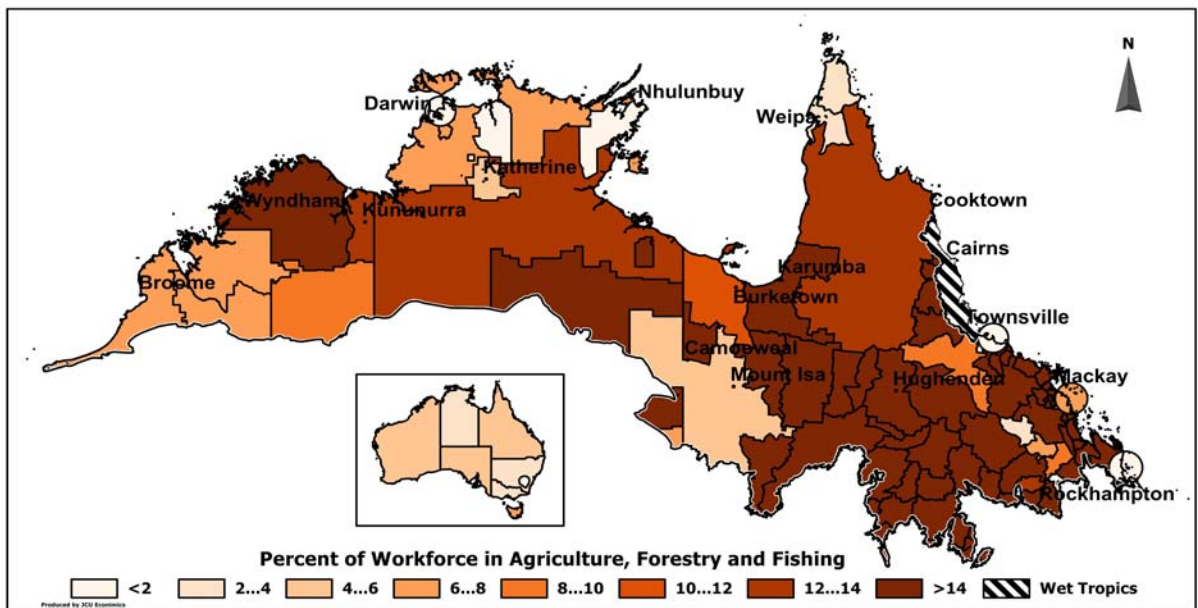 N
Nhulunbuy
Darwin
Weipa
Katherine
Wyndham
Kununurra
Cooktown
Cairns
Karumba
Broome
Burketown
Townsville
Camooweal
Mount Isa
Hughenden
Mackay
Rockhampton
Percent of Workforce in Agriculture, Forestry and Fishing
<2 2...4 4...6 6...8 8...10 10...12 12...14 >14 Wet Tropics
Produced by JCU Economics